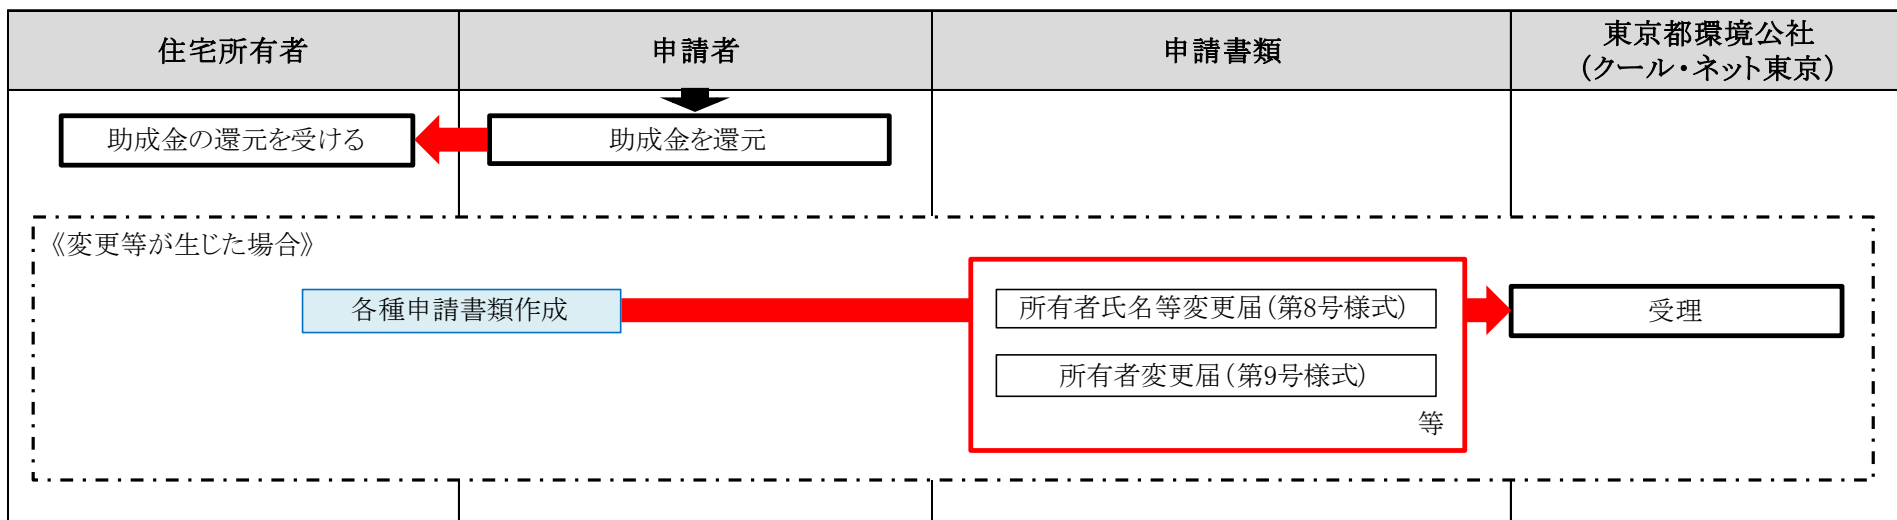 住宅所有者
申請者
申請書類
東京都環境公社
(クール・ネット東京)
助成金の還元を受ける
助成金を還元
《変更等が生じた場合》
各種申請書類作成
所有者氏名等変更届(第8号様式)
受理
所有者変更届(第9号様式)
等